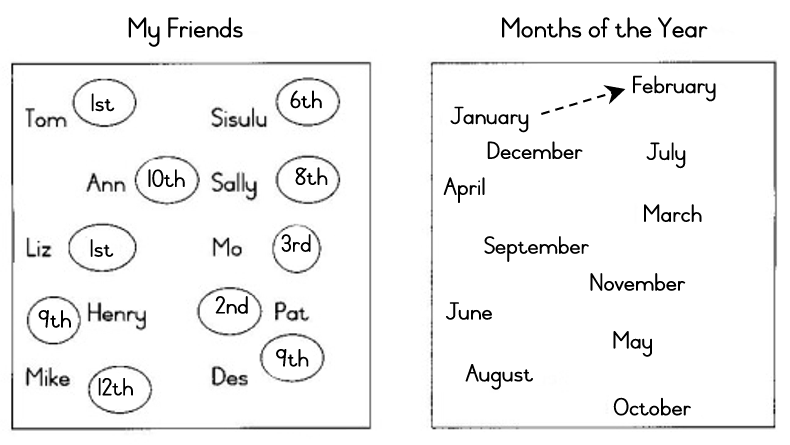 My Friends
Tom 1st
Sisulu 6th
Ann 10th
Sally 8th
Liz 1st
Mo 3rd
9th Henry
2nd Pat
Mike 12th
Des 9th
Months of the Year
February
January
December
July
April
March
September
November
June
May
August
October